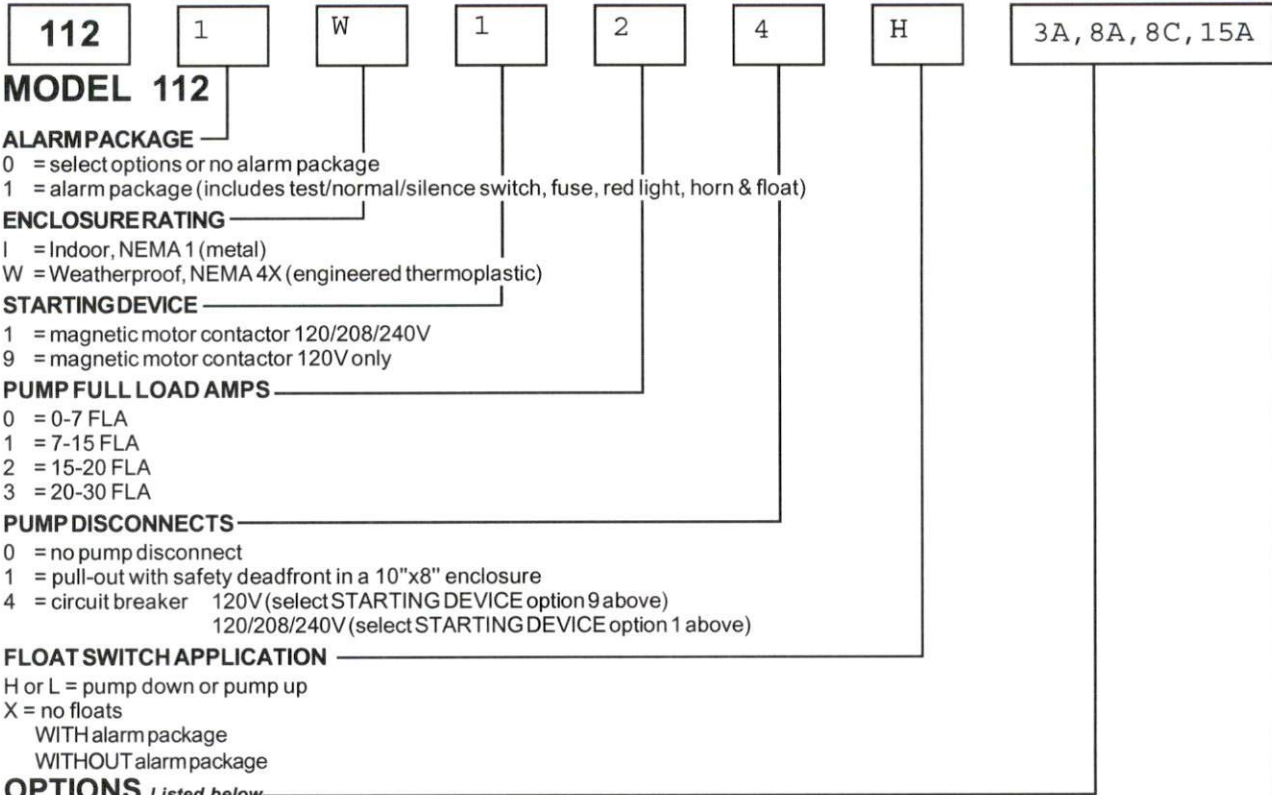 112 1 W 1 2 4 H 3A,8A,8C,15A
MODEL 112
ALARM PACKAGE
0 = select options or no alarm package
1 = alarm package (includes test/normal/silence switch, fuse, red light, horn & float)
ENCLOSURE RATING
I = Indoor, NEMA 1 (metal)
W = Weatherproof, NEMA 4X (engineered thermoplastic)
STARTING DEVICE
1 = magnetic motor contactor 120/208/240V
9 = magnetic motor contactor 120V only
PUMP FULL LOAD AMPS
0 = 0-7 FLA
1 = 7-15 FLA
2 = 15-20 FLA
3 = 20-30 FLA
PUMP DISCONNECTS
0 = no pump disconnect
1 = pull-out with safety deadfront in a 10"x8" enclosure
4 = circuit breaker 120V (select STARTING DEVICE option 9 above)
120/208/240V (select STARTING DEVICE option 1 above)
FLOAT SWITCH APPLICATION
H or L = pump down or pump up
X = no floats
WITH alarm package
WITHOUT alarm package
OPTIONS Listed below